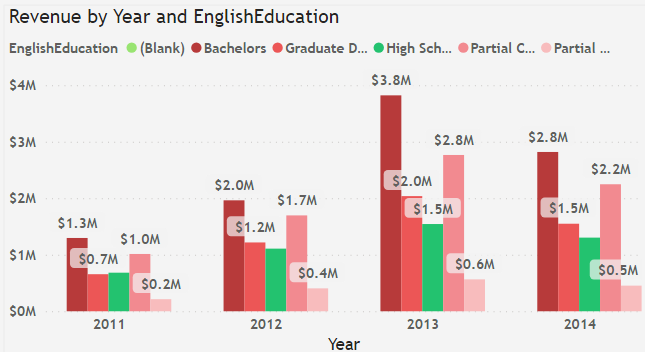 Revenue by Year and EnglishEducation
EnglishEducation (Blank) Bachelors Graduate D... High Sch... Partial C... Partial ...
$4M
$3M
$2M
$1M
$0M
$1.3M
$0.7M
$1.0M
$0.2M
$2.0M
$1.2M
$1.7M
$0.4M
$3.8M
$2.0M
$1.5M
$2.8M
$0.6M
$2.8M
$1.5M
$2.2M
$0.5M
2011 2012 2013 2014
Year